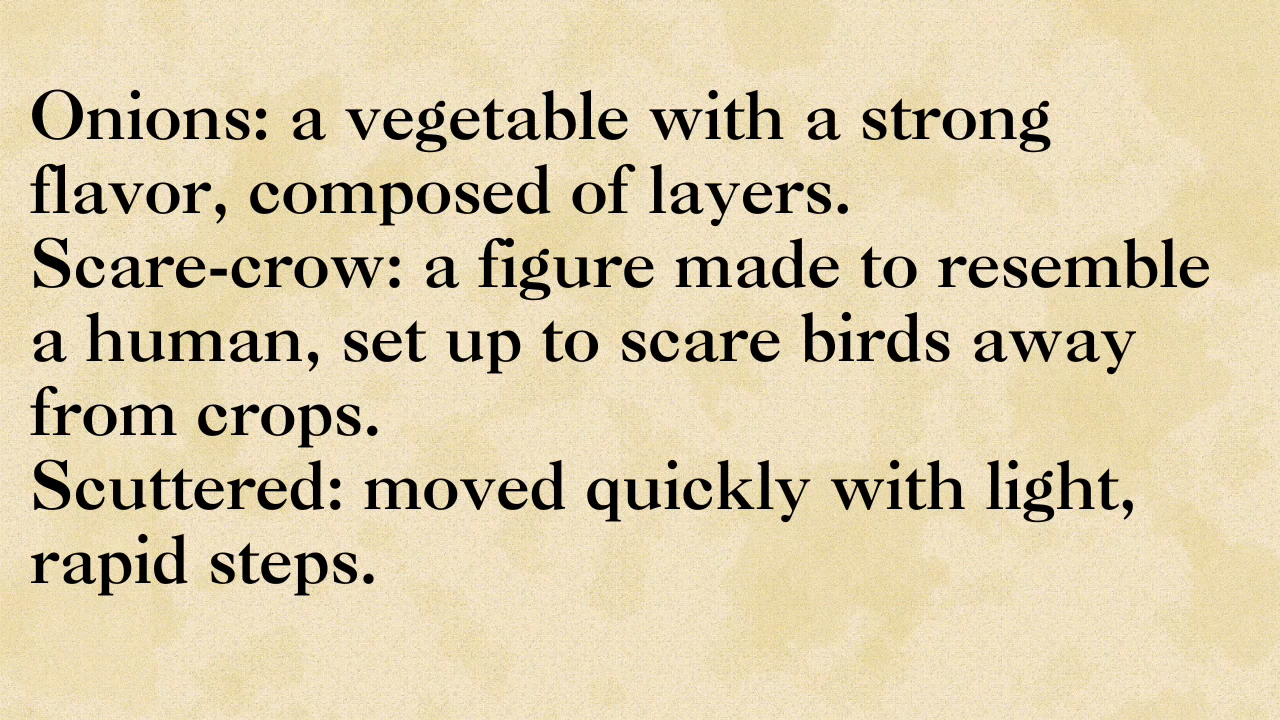 Onions: a vegetable with a strong
flavor, composed of layers.
Scare-crow: a figure made to resemble
a human, set up to scare birds away
from crops.
Scuttered: moved quickly with light,
rapid steps.